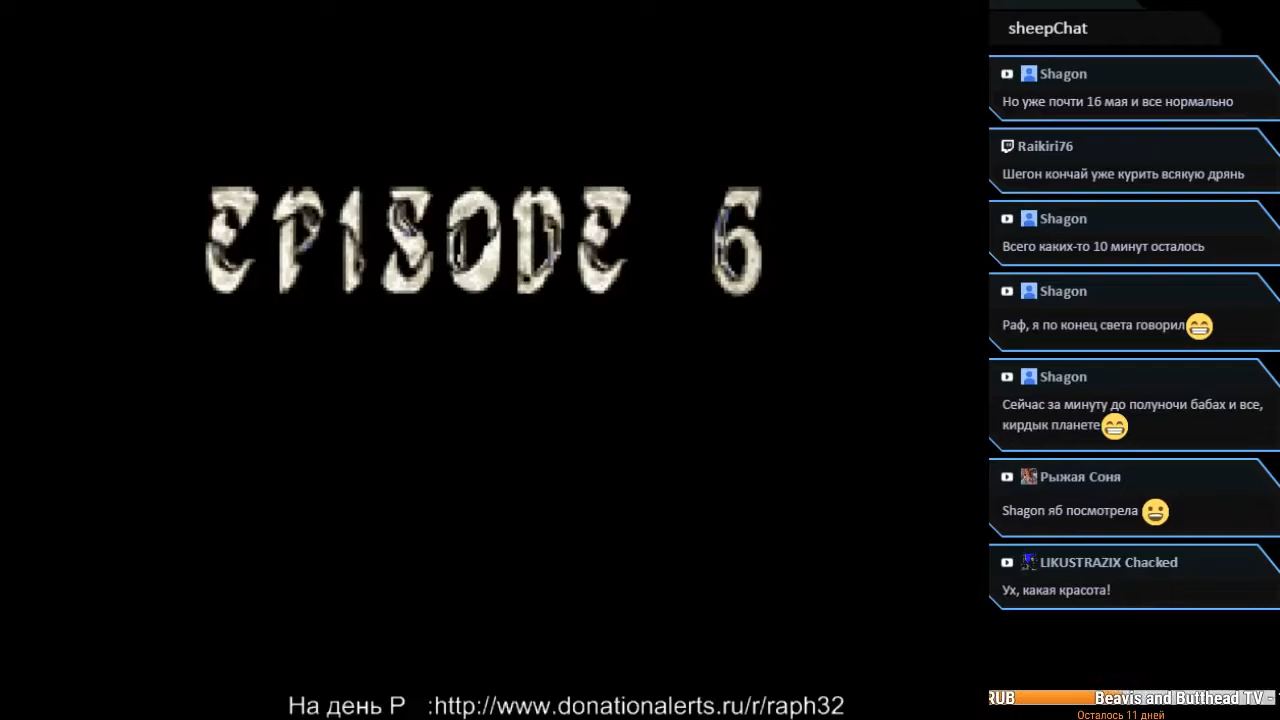 EPISODE 6
sheepChat
Shagon
Но уже почти 16 мая и все нормально
Raikiri76
Шегон кончай уже курить всякую дрянь
Shagon
Всего каких-то 10 минут осталось
Shagon
Раф, я по конец света говорил
Shagon
Сейчас за минуту до полуночи бабах и все,
кирдык планете
Рыжая Соня
Shagon яб посмотрела
LIKUSTRAZIX Chacked
Ух, какая красота!
RUB Beavis and Butthead TV -
Осталось 11 дней
На день Р :http://www.donationalerts.ru/r/raph32